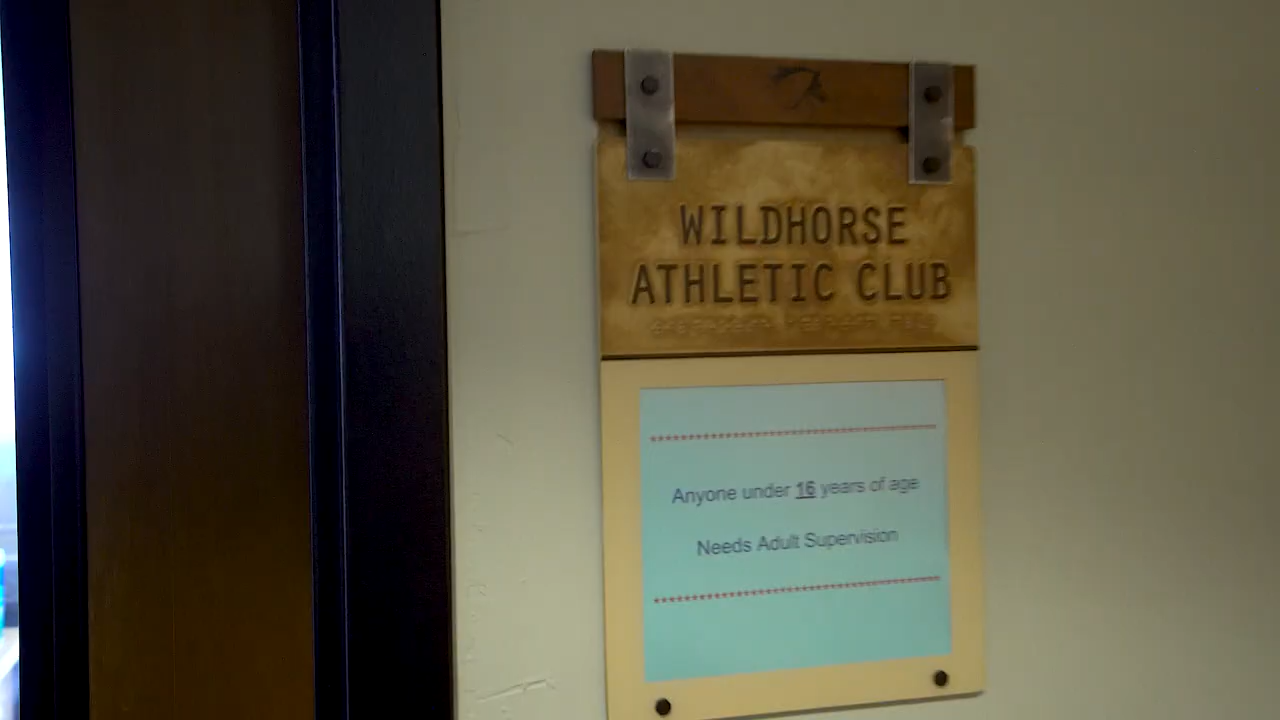 WILDHORSE
ATHLETIC CLUB
Anyone under 16 years of age
Needs Adult Supervision